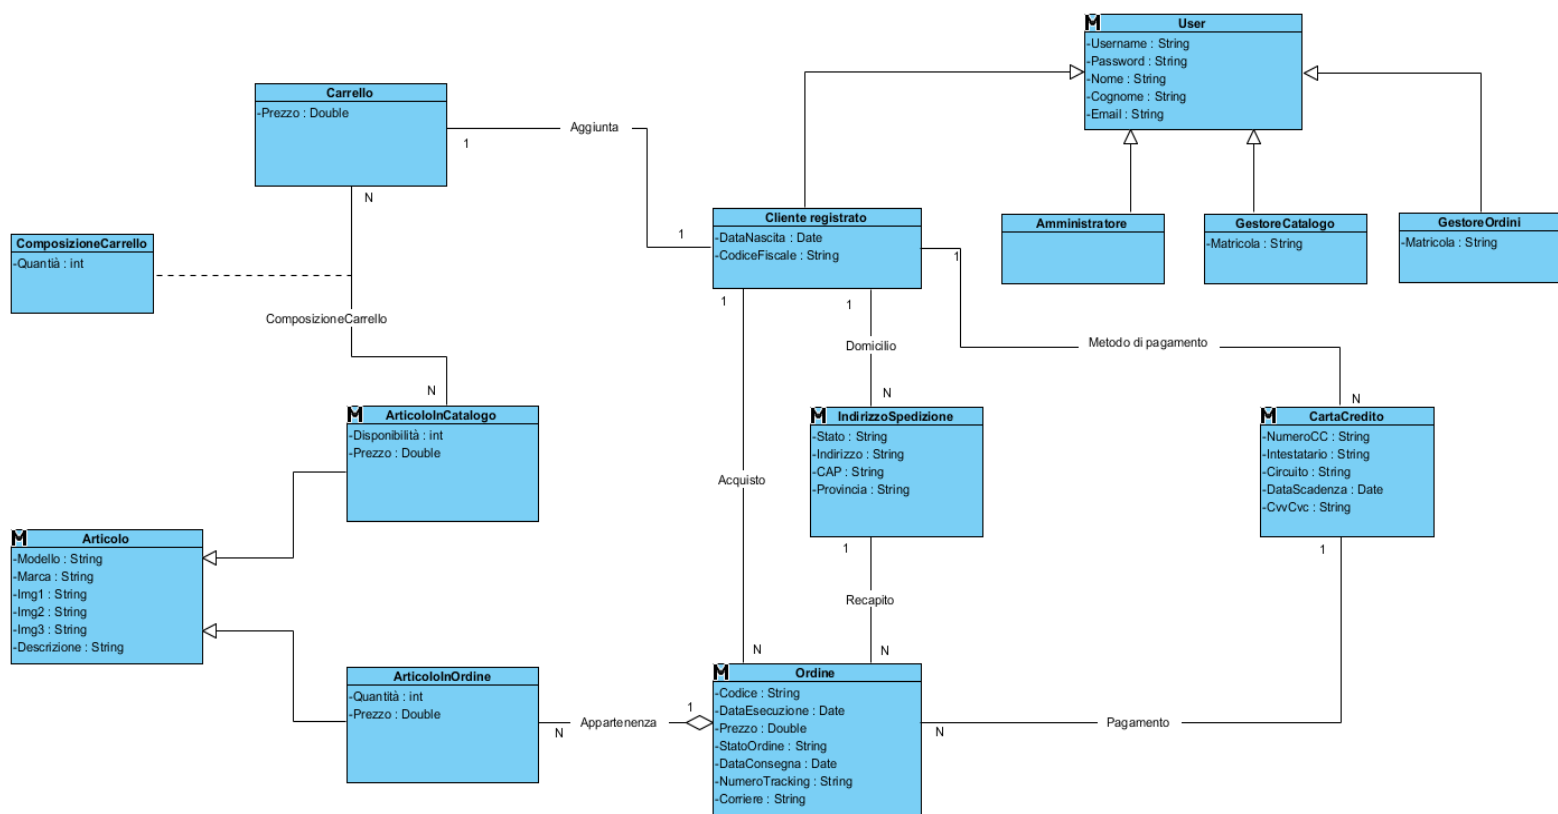 User
-Username : String
-Password : String
-Nome : String
-Cognome : String
-Email : String
Carrello
-Prezzo : Double
Aggiunta
1
1
N
ComposizioneCarrello
-Quantià : int
ComposizioneCarrello
N
Cliente registrato
-DataNascita : Date
-CodiceFiscale : String
Amministratore
GestoreCatalogo
-Matricola : String
GestoreOrdini
-Matricola : String
1
1
1
Domicilio
N
Metodo di pagamento
N
ArticoloInCatalogo
-Disponibilità : int
-Prezzo : Double
IndirizzoSpedizione
-Stato : String
-Indirizzo : String
-CAP : String
-Provincia : String
CartaCredito
-NumeroCC : String
-Intestatario : String
-Circuito : String
-DataScadenza : Date
-CvvCvc : String
Acquisto
N
1
Recapito
N
1
Articolo
-Modello : String
-Marca : String
-Img1 : String
-Img2 : String
-Img3 : String
-Descrizione : String
ArticoloInOrdine
-Quantità : int
-Prezzo : Double
N
Appartenenza
1
Ordine
-Codice : String
-DataEsecuzione : Date
-Prezzo : Double
-StatoOrdine : String
-DataConsegna : Date
-NumeroTracking : String
-Corriere : String
N
Pagamento